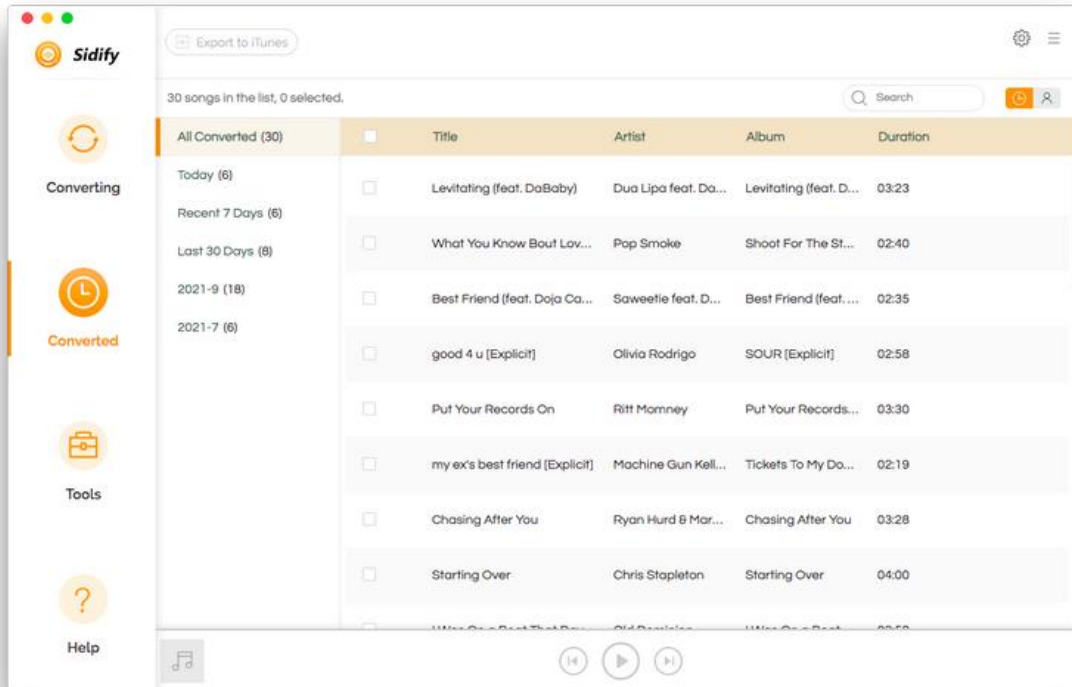 Sidify
Export to iTunes
30 songs in the list, 0 selected.
Search
Converting
Converted
Tools
Help
All Converted (30)
Today (6)
Recent 7 Days (6)
Last 30 Days (8)
2021-9 (18)
2021-7 (6)
Title Artist Album Duration
Levitating (feat. DaBaby) Dua Lipa feat. Da... Levitating (feat. D... 03:23
What You Know Bout Lov... Pop Smoke Shoot For The St... 02:40
Best Friend (feat. Doja Ca... Saweetie feat. D... Best Friend (feat. ... 02:35
good 4 u [Explicit] Olivia Rodrigo SOUR [Explicit] 02:58
Put Your Records On Ritt Momney Put Your Records... 03:30
my ex's best friend [Explicit] Machine Gun Kell... Tickets To My Do... 02:19
Chasing After You Ryan Hurd & Mar... Chasing After You 03:28
Starting Over Chris Stapleton Starting Over 04:00